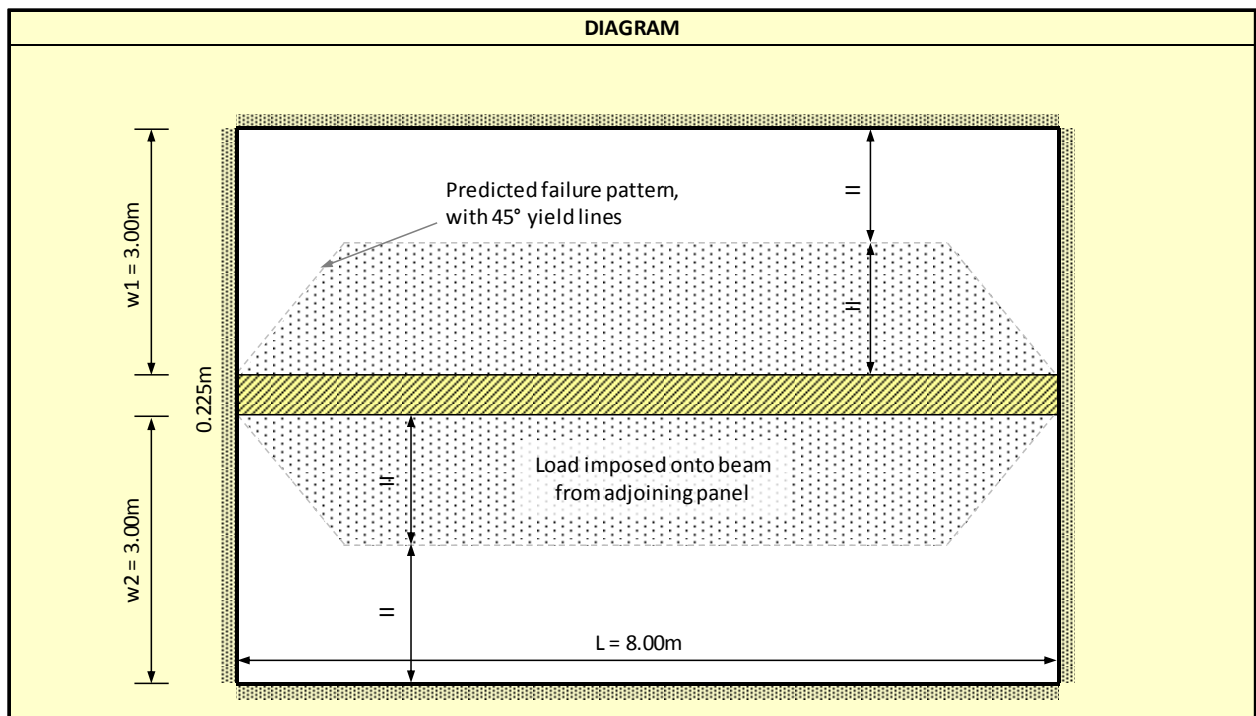 DIAGRAM
Predicted failure pattern,
with 45° yield lines
=
=
w1 = 3.00m
0.225m
w2 = 3.00m
=
=
Load imposed onto beam
from adjoining panel
L = 8.00m